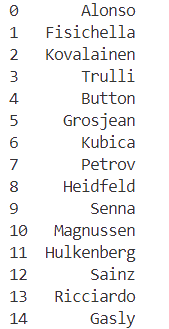 0 Alonso
1 Fisichella
2 Kovalainen
3 Trulli
4 Button
5 Grosjean
6 Kubica
7 Petrov
8 Heidfeld
9 Senna
10 Magnussen
11 Hulkenberg
12 Sainz
13 Ricciardo
14 Gasly